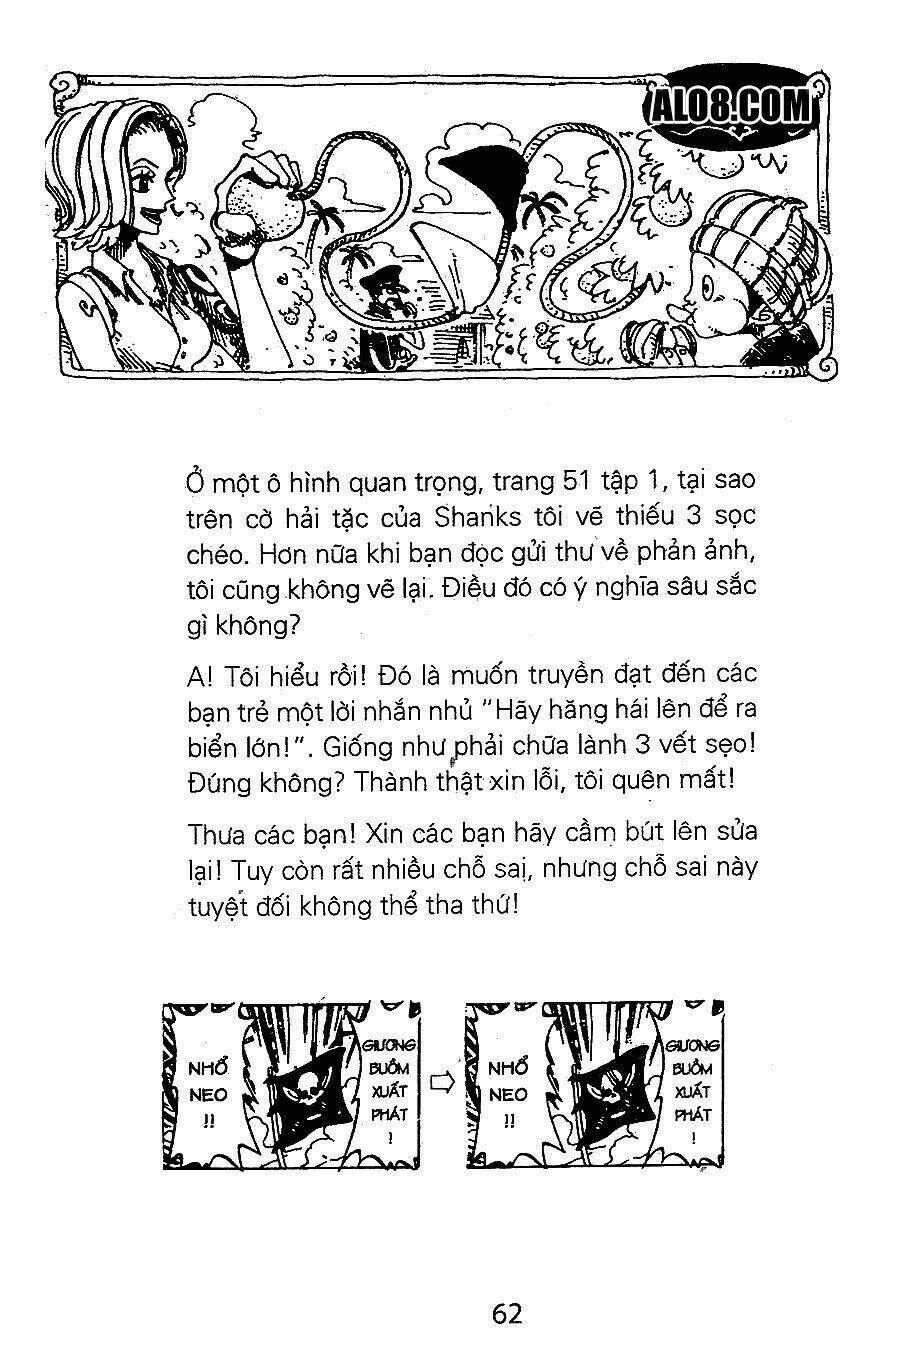 ALO8.COM
Ở một ô hình quan trọng, trang 51 tập 1, tại sao
trên cờ hải tặc của Shanks tôi vẽ thiếu 3 sọc
chéo. Hơn nữa khi bạn đọc gửi thư về phản ảnh,
tôi cũng không vẽ lại. Điều đó có ý nghĩa sâu sắc
gì không?
A! Tôi hiểu rồi! Đó là muốn truyền đạt đến các
bạn trẻ một lời nhắn nhủ "Hãy hăng hái lên để ra
biển lớn!". Giống như phải chữa lành 3 vết sẹo!
Đúng không? Thành thật xin lỗi, tôi quên mất!
Thưa các bạn! Xin các bạn hãy cầm bút lên sửa
lại! Tuy còn rất nhiều chỗ sai, nhưng chỗ sai này
tuyệt đối không thể tha thứ!
GIƯƠNG
BUỒM
XUẤT
PHÁT
!
NHỔ
NEO
!!
GIƯƠNG
BUỒM
XUẤT
PHÁT
!
NHỔ
NEO
!!
62